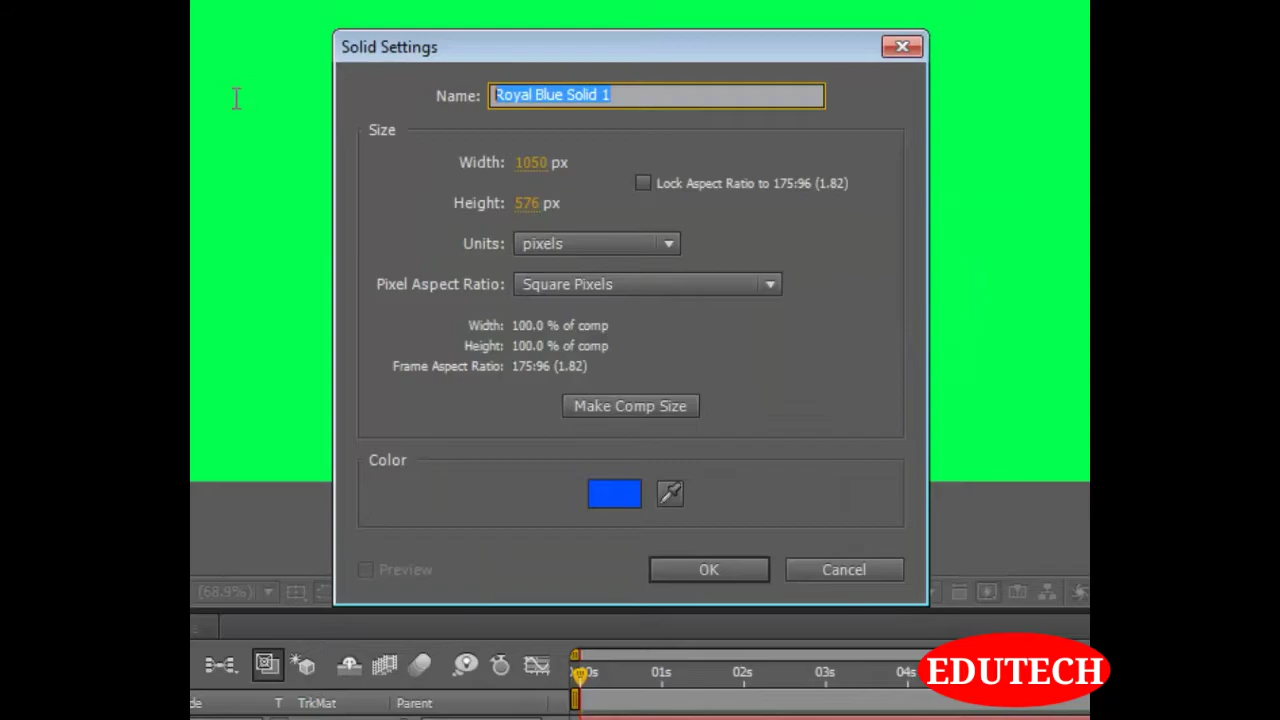 Solid Settings
Name: Royal Blue Solid 1
Size
Width: 1050 px
Lock Aspect Ratio to 175:96 (1.82)
Height: 576 px
Units: pixels
Pixel Aspect Ratio: Square Pixels
Width: 100.0 % of comp
Height: 100.0 % of comp
Frame Aspect Ratio: 175:96 (1.82)
Make Comp Size
Color
Preview
OK
Cancel
(68.9%)
01s 02s 03s 04s
EDUTECH
T TrkMat Parent